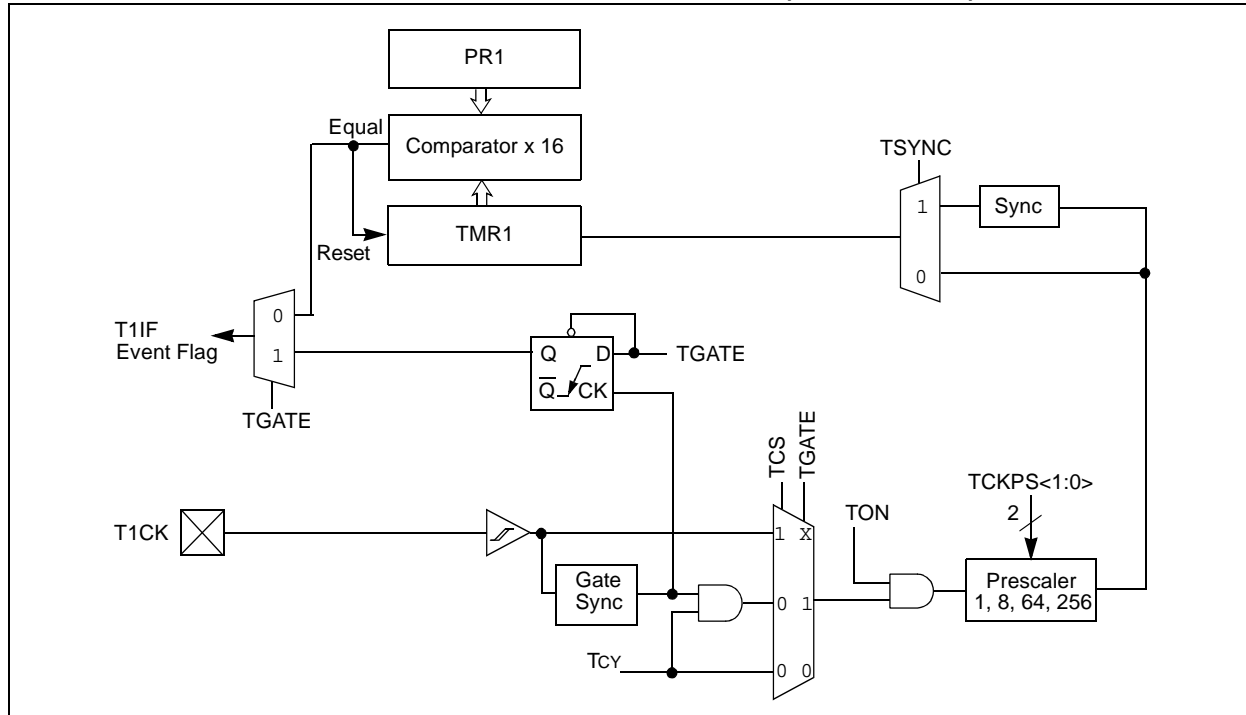 PR1
Equal
Comparator x 16
TSYNC
1
Sync
TMR1
Reset
0
0
T1IF
Event Flag
1
Q
D
TGATE
Q
CK
TGATE
TCS
TGATE
TCKPS<1:0>
2
TON
T1CK
1 X
Prescaler
1, 8, 64, 256
Gate
Sync
0 1
TCY
0 0